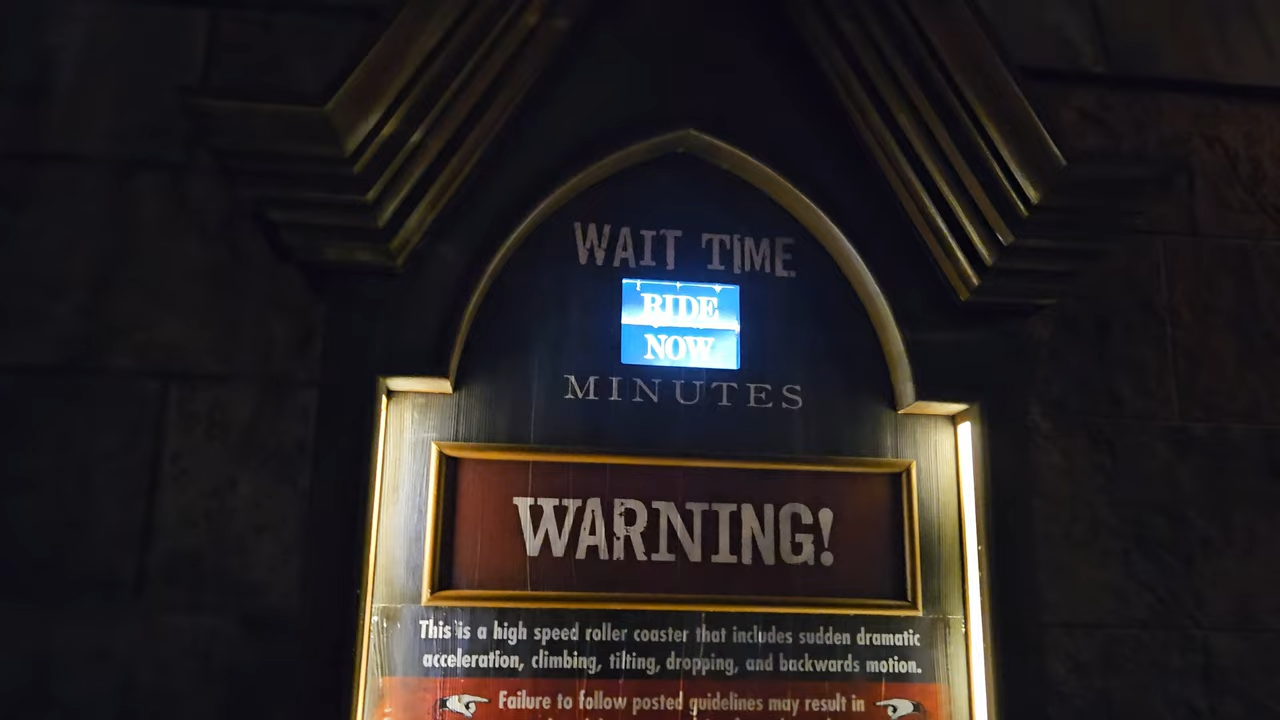 WAIT TIME
RIDE
NOW
MINUTES
WARNING!
This is a high speed roller coaster that includes sudden dramatic
acceleration, climbing, tilting, dropping, and backwards motion.
Failure to follow posted guidelines may result in